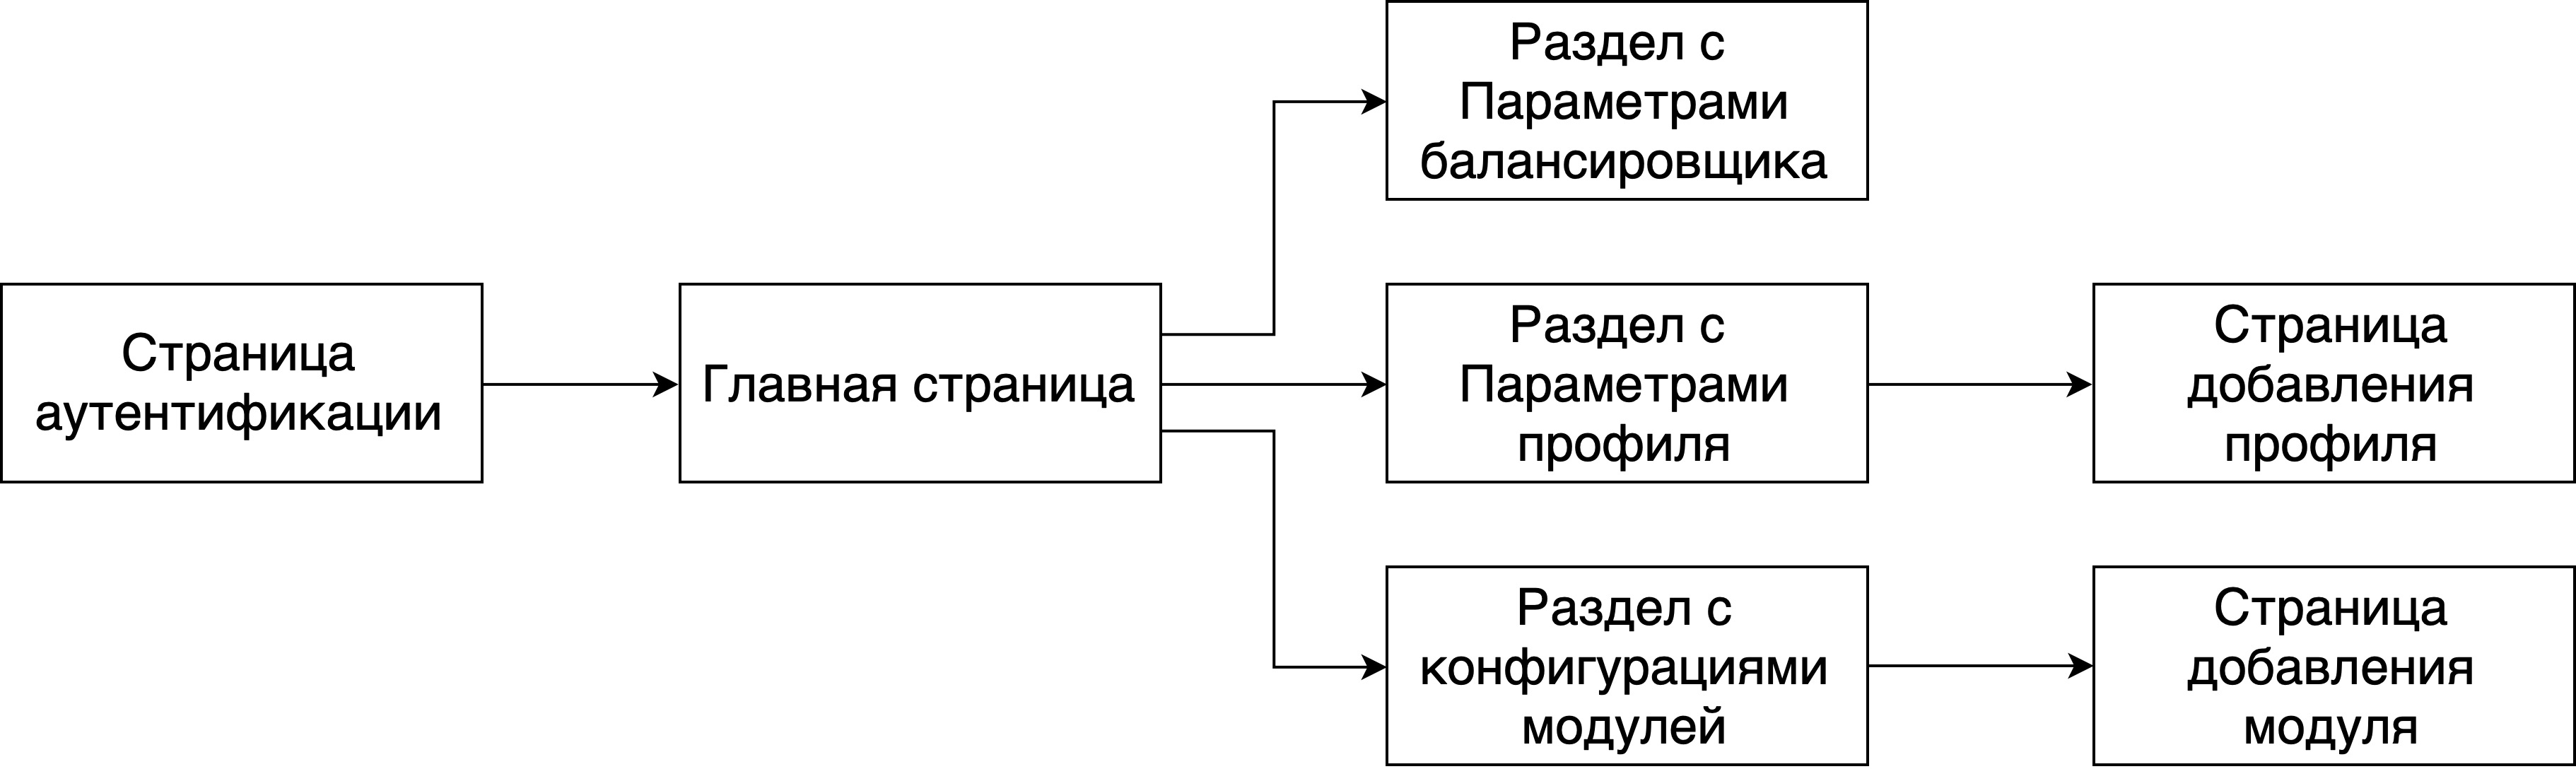 Страница
аутентификации
Главная страница
Раздел с
Параметрами
балансировщика
Раздел с
Параметрами
профиля
Страница
добавления
профиля
Раздел с
конфигурациями
модулей
Страница
добавления
модуля